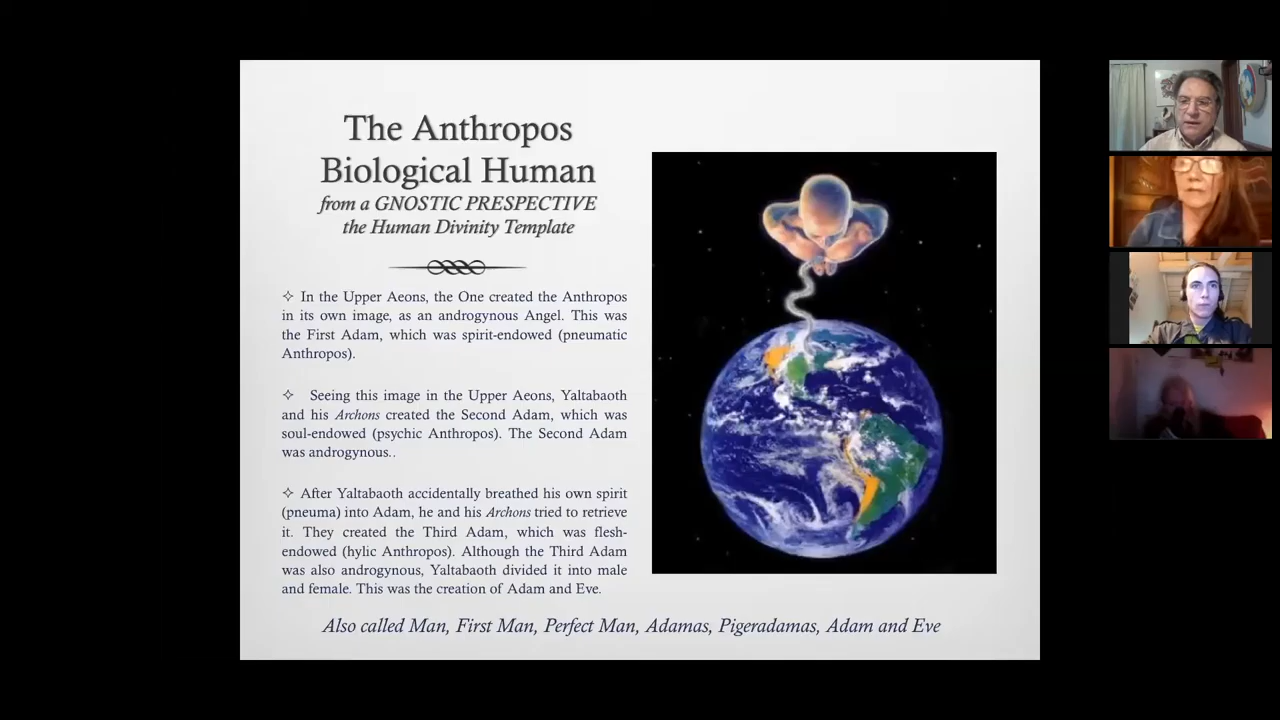 The Anthropos
Biological Human
from a GNOSTIC PRESPECTIVE
the Human Divinity Template
✧ In the Upper Aeons, the One created the Anthropos
in its own image, as an androgynous Angel. This was
the First Adam, which was spirit-endowed (pneumatic
Anthropos).
✧ Seeing this image in the Upper Aeons, Yaltabaoth
and his Archons created the Second Adam, which was
soul-endowed (psychic Anthropos). The Second Adam
was androgynous..
✧ After Yaltabaoth accidentally breathed his own spirit
(pneuma) into Adam, he and his Archons tried to retrieve
it. They created the Third Adam, which was flesh-
endowed (hylic Anthropos). Although the Third Adam
was also androgynous, Yaltabaoth divided it into male
and female. This was the creation of Adam and Eve.
Also called Man, First Man, Perfect Man, Adamas, Pigeradamas, Adam and Eve